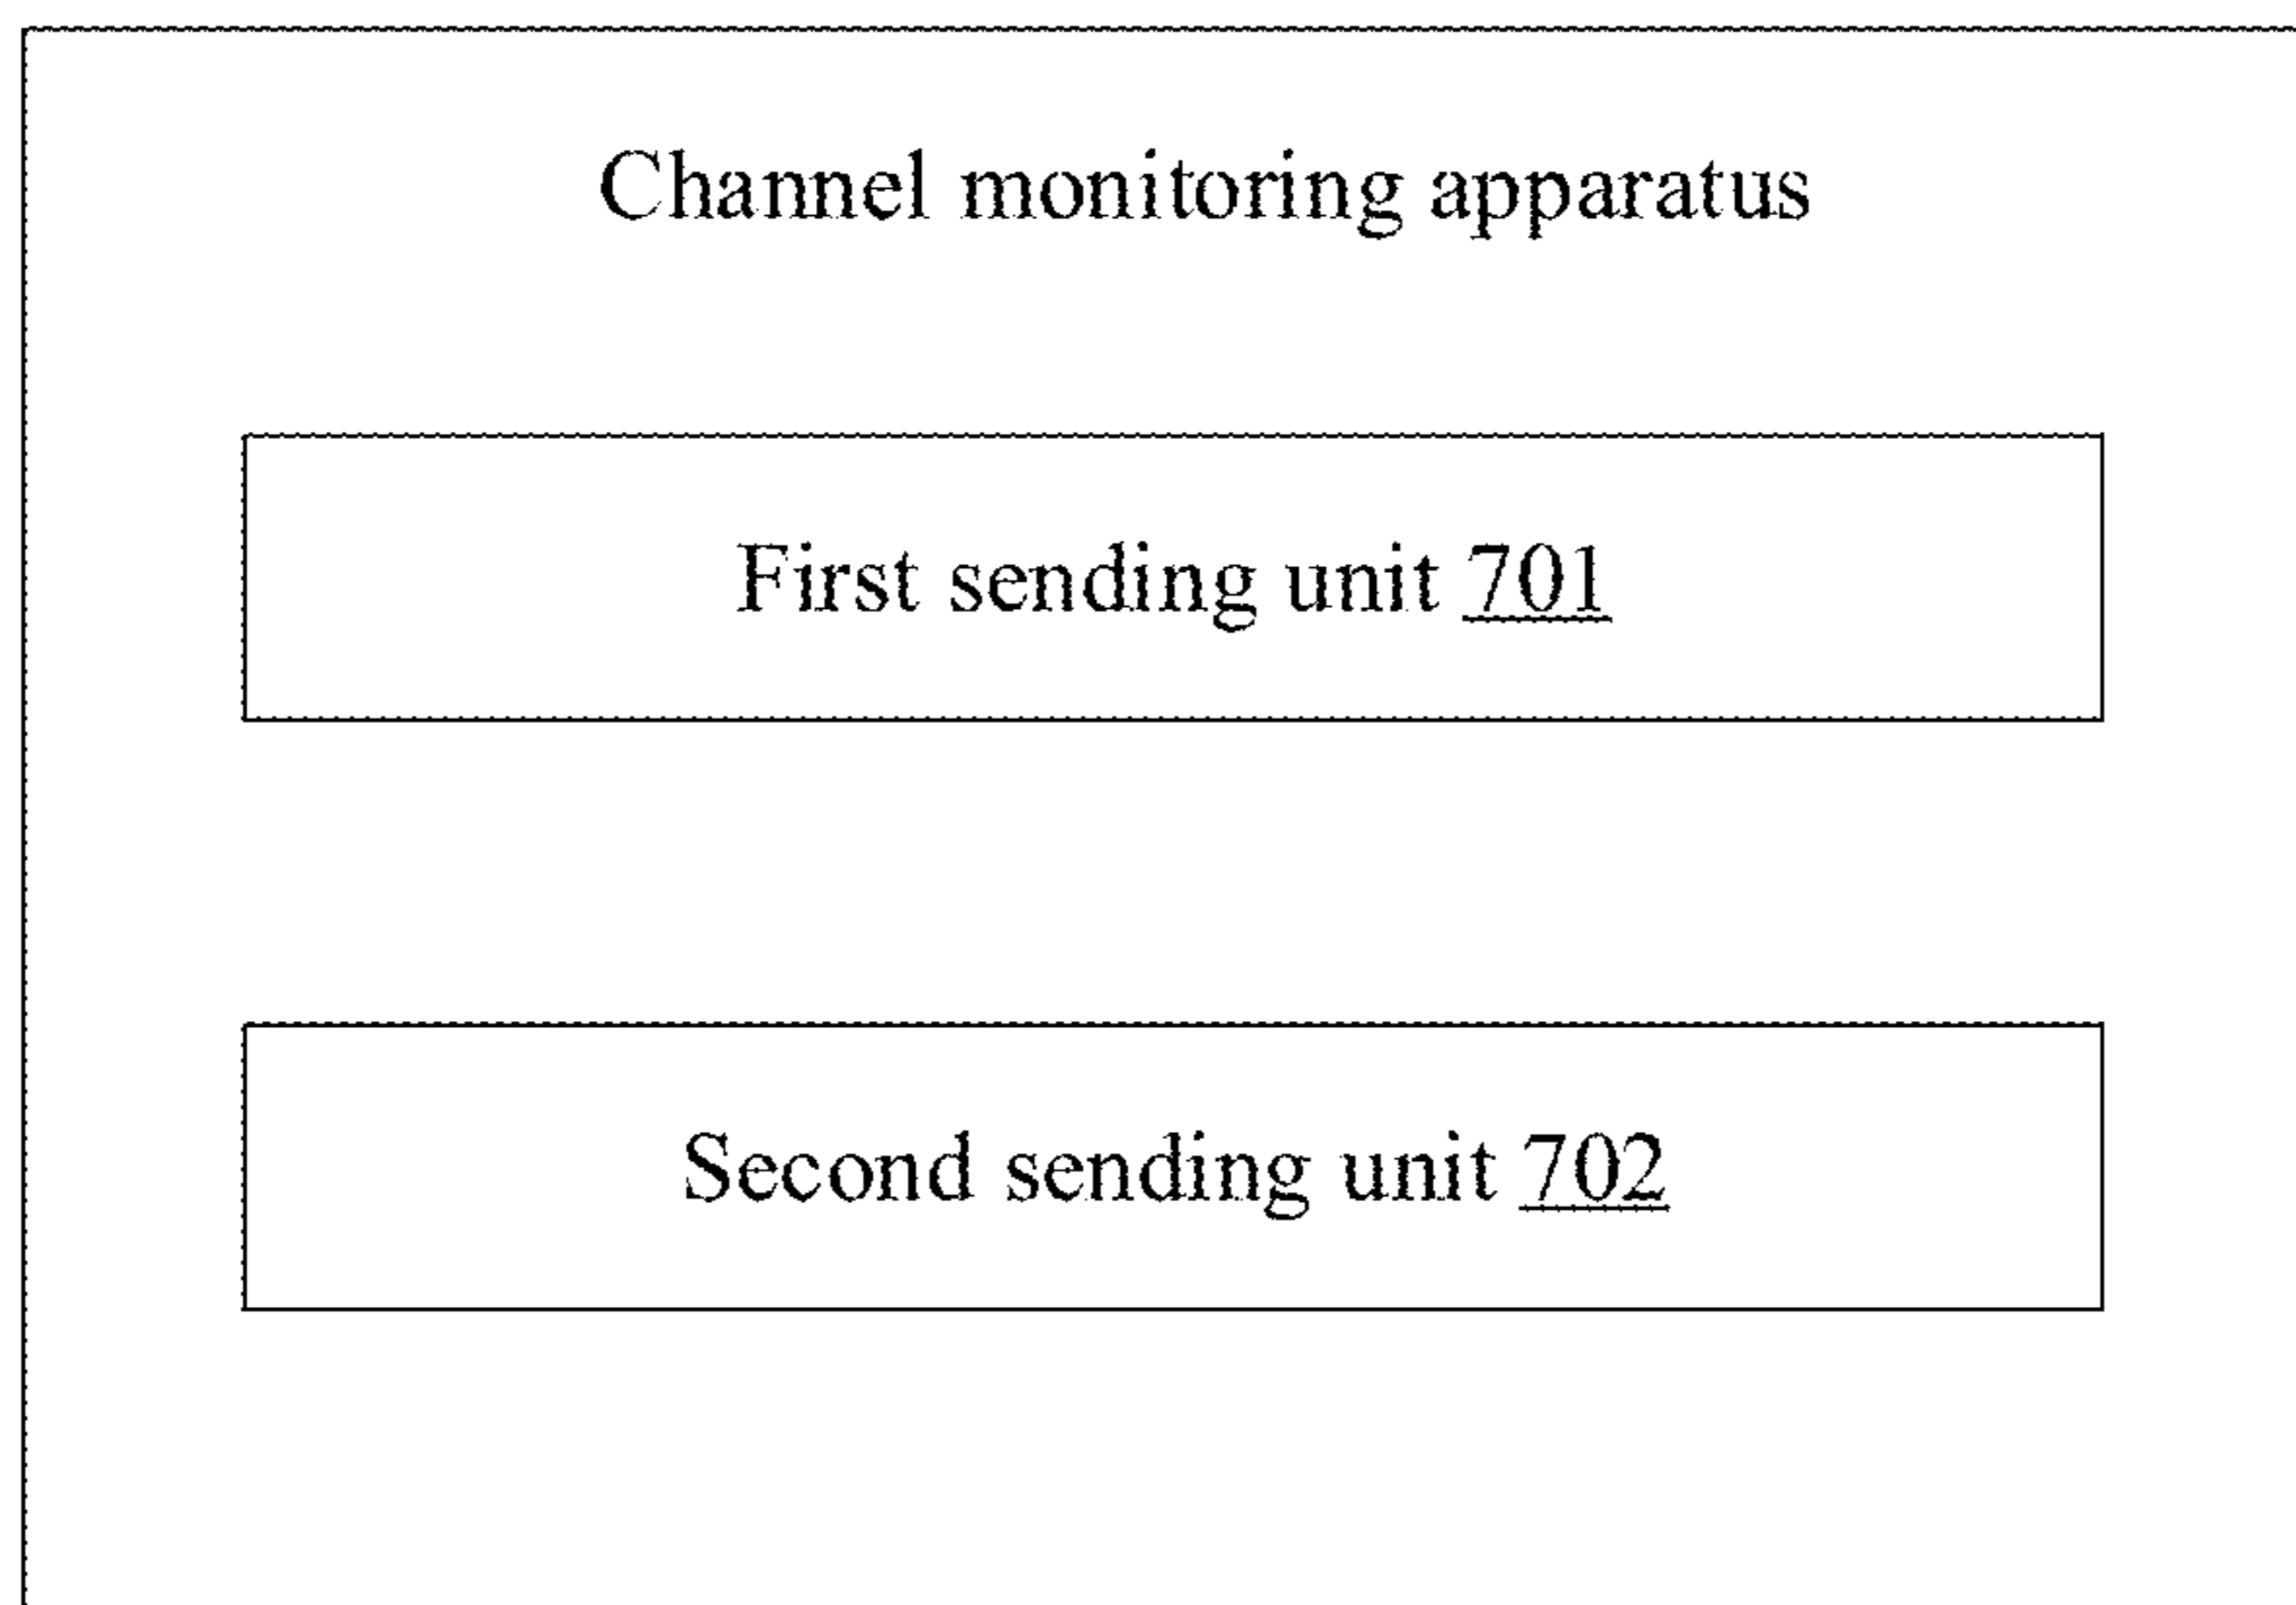 Channel monitoring apparatus
First sending unit 701
Second sending unit 702